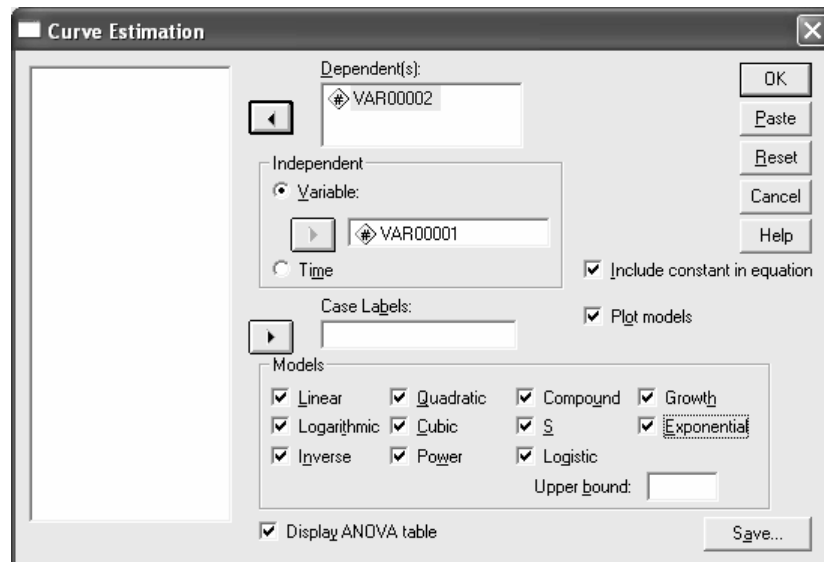 Curve Estimation
Dependent(s):
VAR00002
OK
Paste
Reset
Cancel
Help
Independent
Variable:
VAR00001
Time
Include constant in equation
Case Labels:
Plot models
Models
Linear Quadratic Compound Growth
Logarithmic Cubic S Exponential
Inverse Power Logistic
Upper bound:
Display ANOVA table
Save...